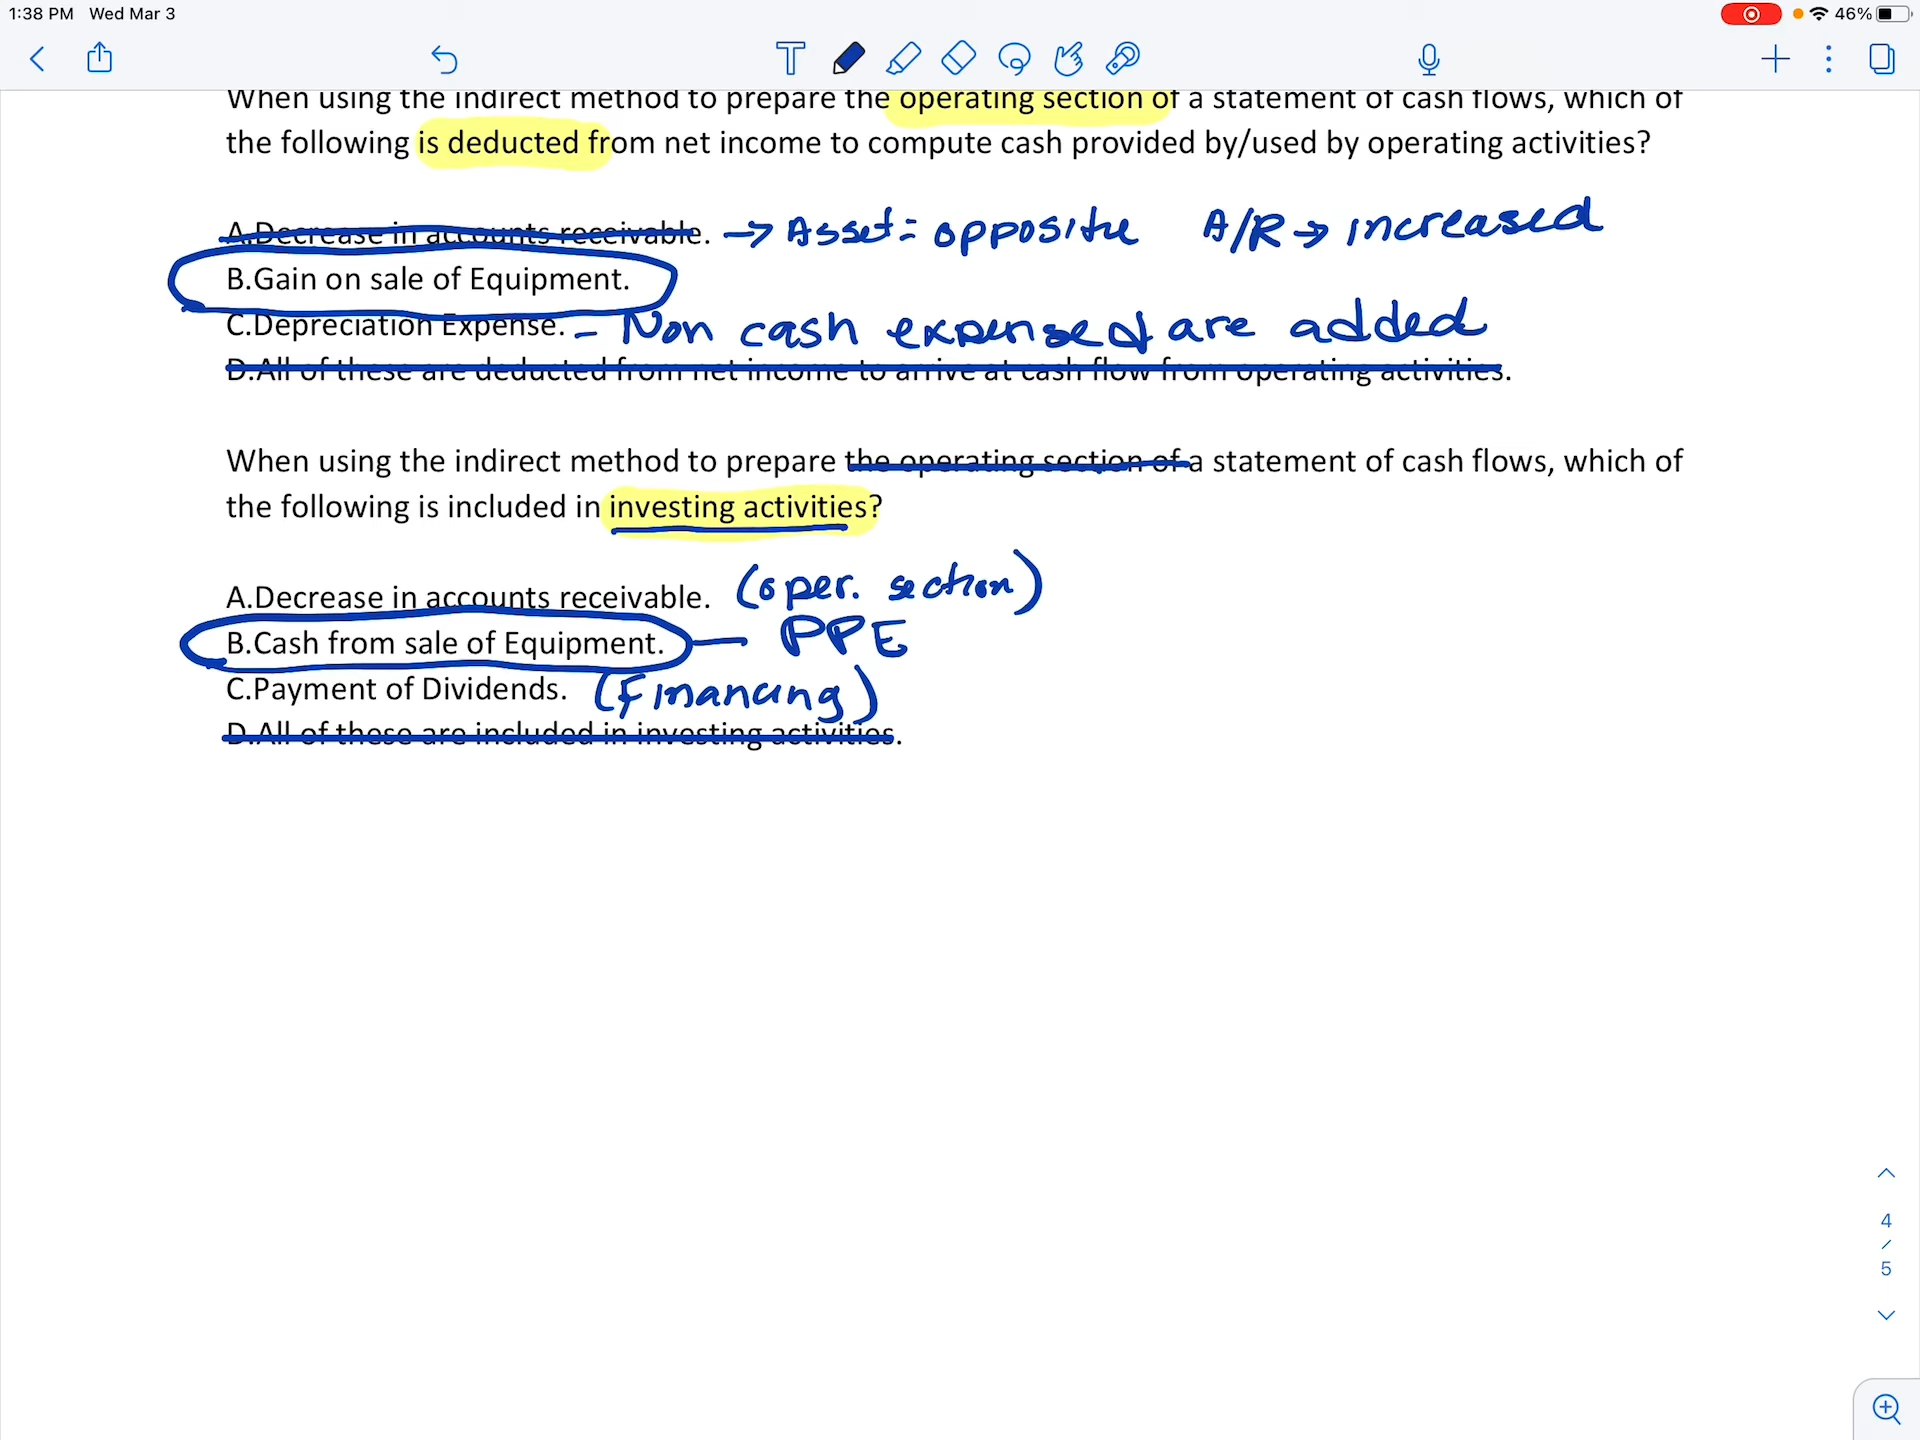 1:38 PM Wed Mar 3 46%
When using the indirect method to prepare the operating section of a statement of cash flows, which of
the following is deducted from net income to compute cash provided by/used by operating activities?
A.Decrease in accounts receivable. → Asset = opposite A/R → increased
B.Gain on sale of Equipment.
C.Depreciation Expense. - Non cash expensed are added
D.All of these are deducted from net income to arrive at cash flow from operating activities.
When using the indirect method to prepare the operating section of a statement of cash flows, which of
the following is included in investing activities?
A.Decrease in accounts receivable. (oper. section)
B.Cash from sale of Equipment. — PPE
C.Payment of Dividends. (Financing)
D.All of these are included in investing activities.
4
/
5